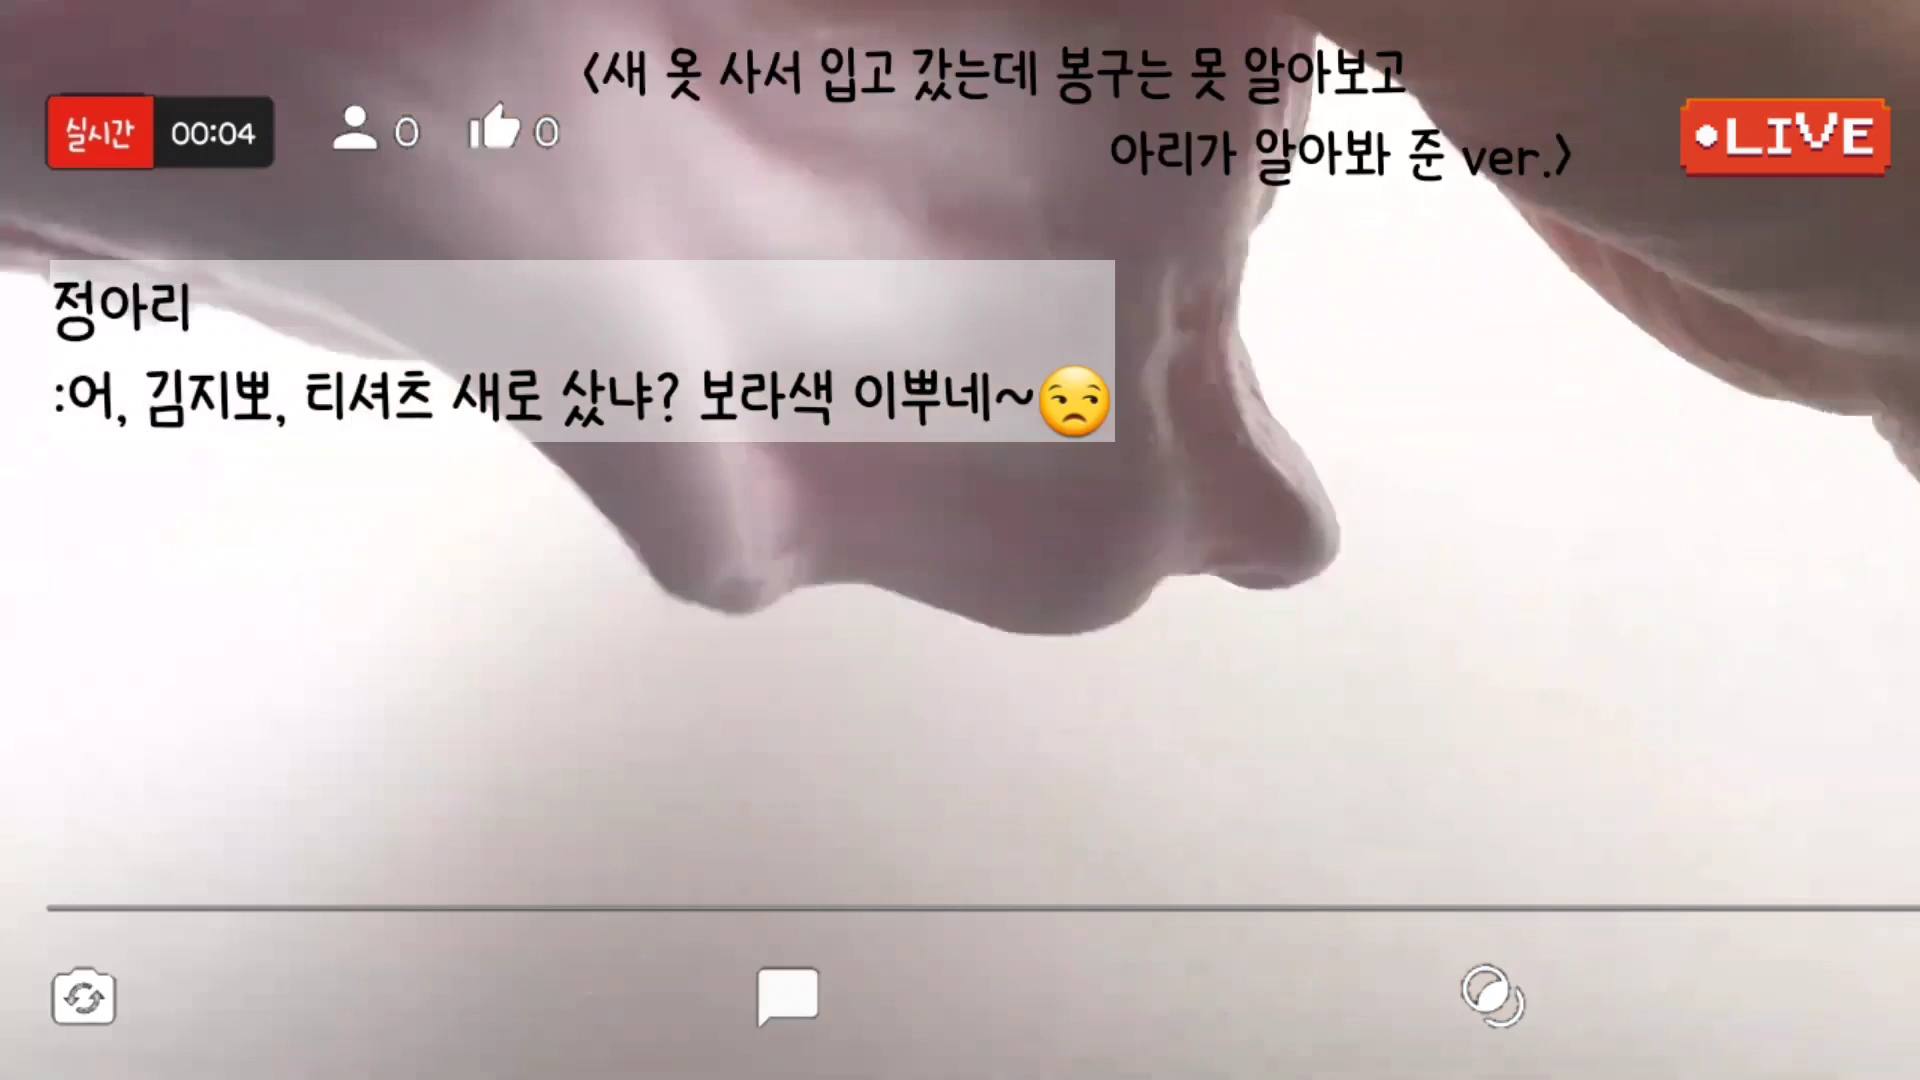 <새 옷 사서 입고 갔는데 봉구는 못 알아보고
아리가 알아봐 준 ver.>
실시간 00:04 0 0
LIVE
정아리
:어, 김지뽀, 티셔츠 새로 샀냐? 보라색 이뿌네~😒